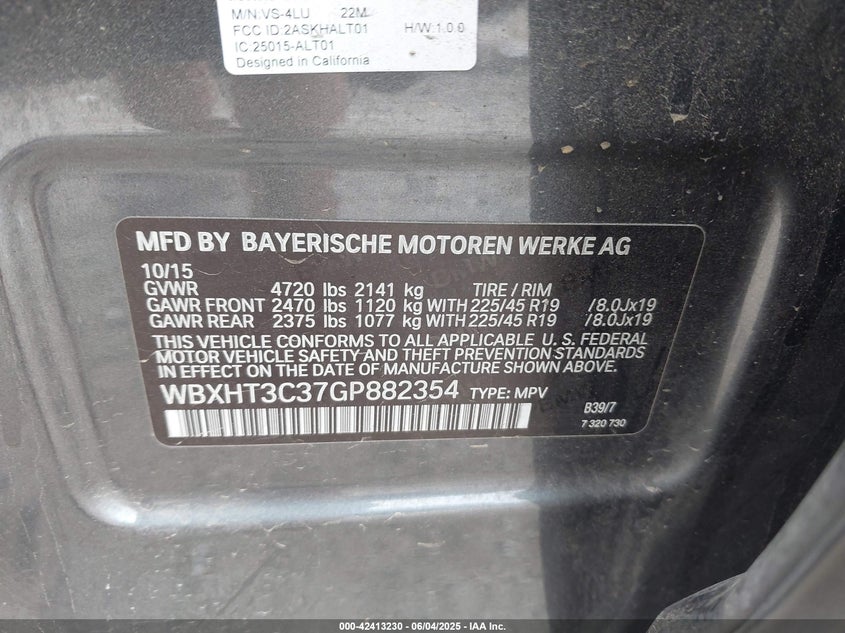 M/N:VS-4LU 22M
FCC ID:2ASKHALT01 H/W:1.0.0
IC:25015-ALT01
Designed in California
MFD BY BAYERISCHE MOTOREN WERKE AG
10/15
GVWR 4720 lbs 2141 kg TIRE / RIM
GAWR FRONT 2470 lbs 1120 kg WITH 225/45 R19 /8.0Jx19
GAWR REAR 2375 lbs 1077 kg WITH 225/45 R19 /8.0Jx19
THIS VEHICLE CONFORMS TO ALL APPLICABLE U. S. FEDERAL
MOTOR VEHICLE SAFETY AND THEFT PREVENTION STANDARDS
IN EFFECT ON THE DATE OF MANUFACTURE SHOWN ABOVE.
WBXHT3C37GP882354 TYPE: MPV
B39/7
7 320 730
000-42413230 - 06/04/2025 - IAA Inc.